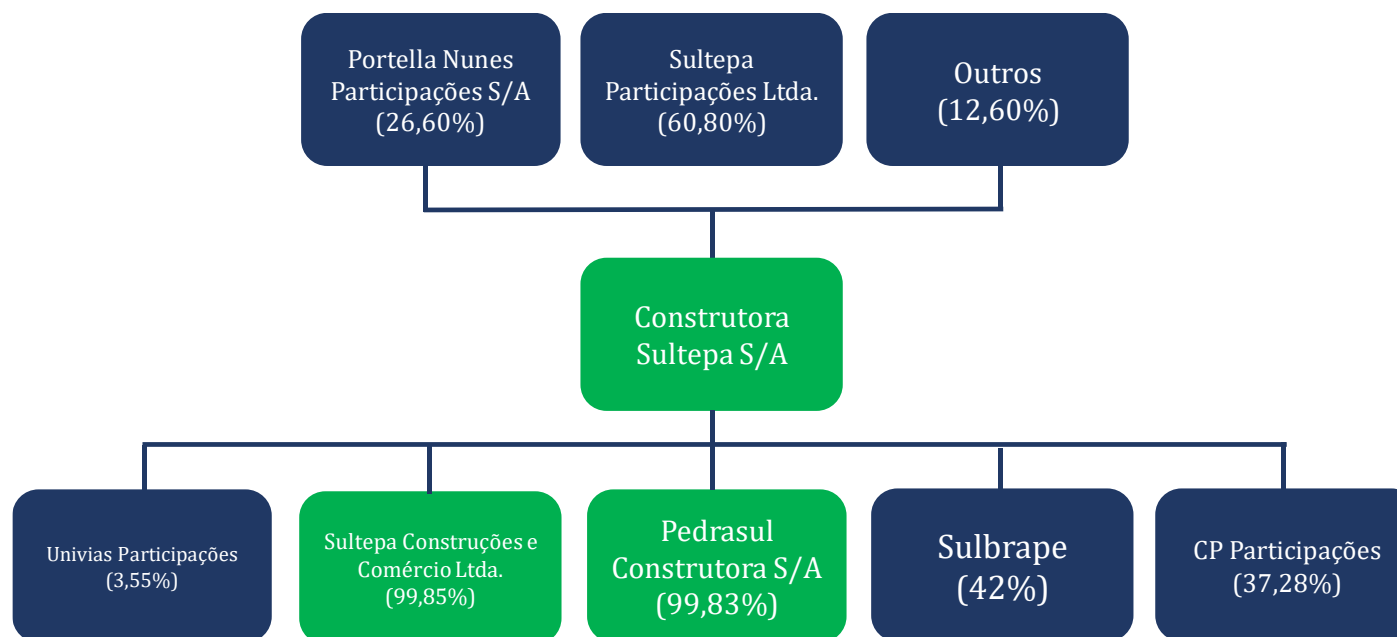 Portella Nunes
Participações S/A
(26,60%)
Sultepa
Participações Ltda.
(60,80%)
Outros
(12,60%)
Construtora
Sultepa S/A
Univias Participações
(3,55%)
Sultepa Construções e
Comércio Ltda.
(99,85%)
Pedrasul
Construtora S/A
(99,83%)
Sulbrape
(42%)
CP Participações
(37,28%)